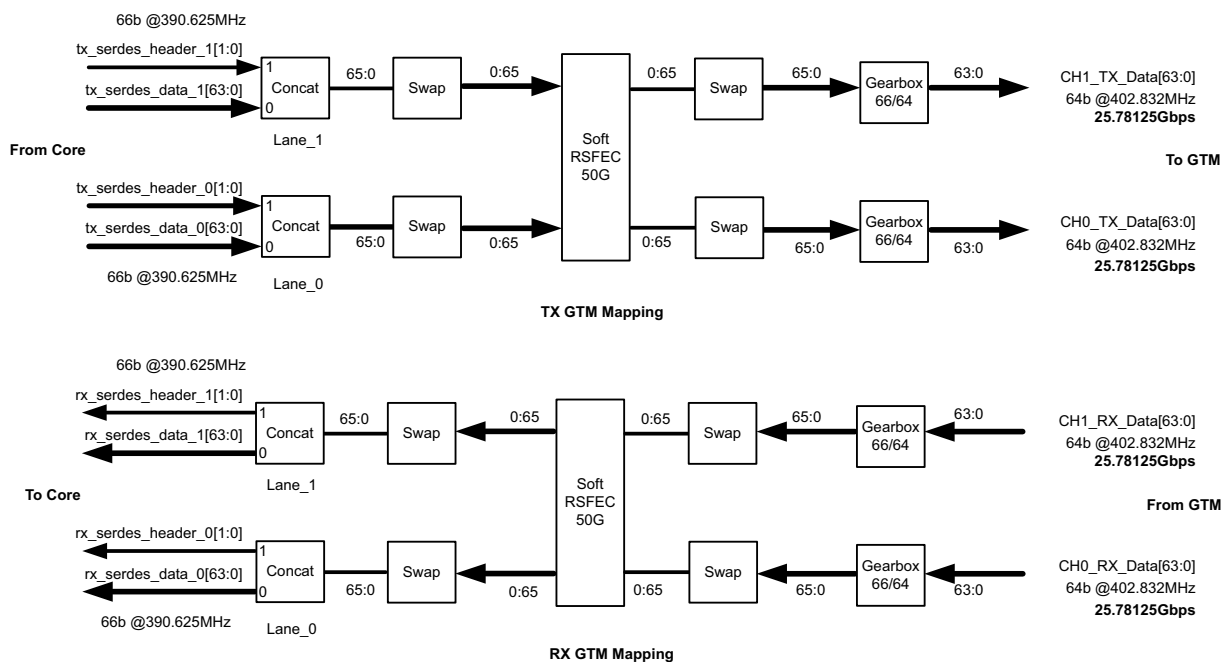 66b @390.625MHz
tx_serdes_header_1[1:0]
tx_serdes_data_1[63:0]
1
Concat
0
Lane_1
65:0
Swap
0:65
Soft
RSFEC
50G
0:65
Swap
65:0
Gearbox
66/64
63:0
CH1_TX_Data[63:0]
64b @402.832MHz
25.78125Gbps
From Core
To GTM
tx_serdes_header_0[1:0]
tx_serdes_data_0[63:0]
66b @390.625MHz
1
Concat
0
Lane_0
65:0
Swap
0:65
0:65
Swap
65:0
Gearbox
66/64
63:0
CH0_TX_Data[63:0]
64b @402.832MHz
25.78125Gbps
TX GTM Mapping
66b @390.625MHz
rx_serdes_header_1[1:0]
rx_serdes_data_1[63:0]
1
Concat
0
Lane_1
65:0
Swap
0:65
Soft
RSFEC
50G
0:65
Swap
65:0
Gearbox
66/64
63:0
CH1_RX_Data[63:0]
64b @402.832MHz
25.78125Gbps
To Core
From GTM
rx_serdes_header_0[1:0]
rx_serdes_data_0[63:0]
66b @390.625MHz
1
Concat
0
Lane_0
65:0
Swap
0:65
0:65
Swap
65:0
Gearbox
66/64
63:0
CH0_RX_Data[63:0]
64b @402.832MHz
25.78125Gbps
RX GTM Mapping